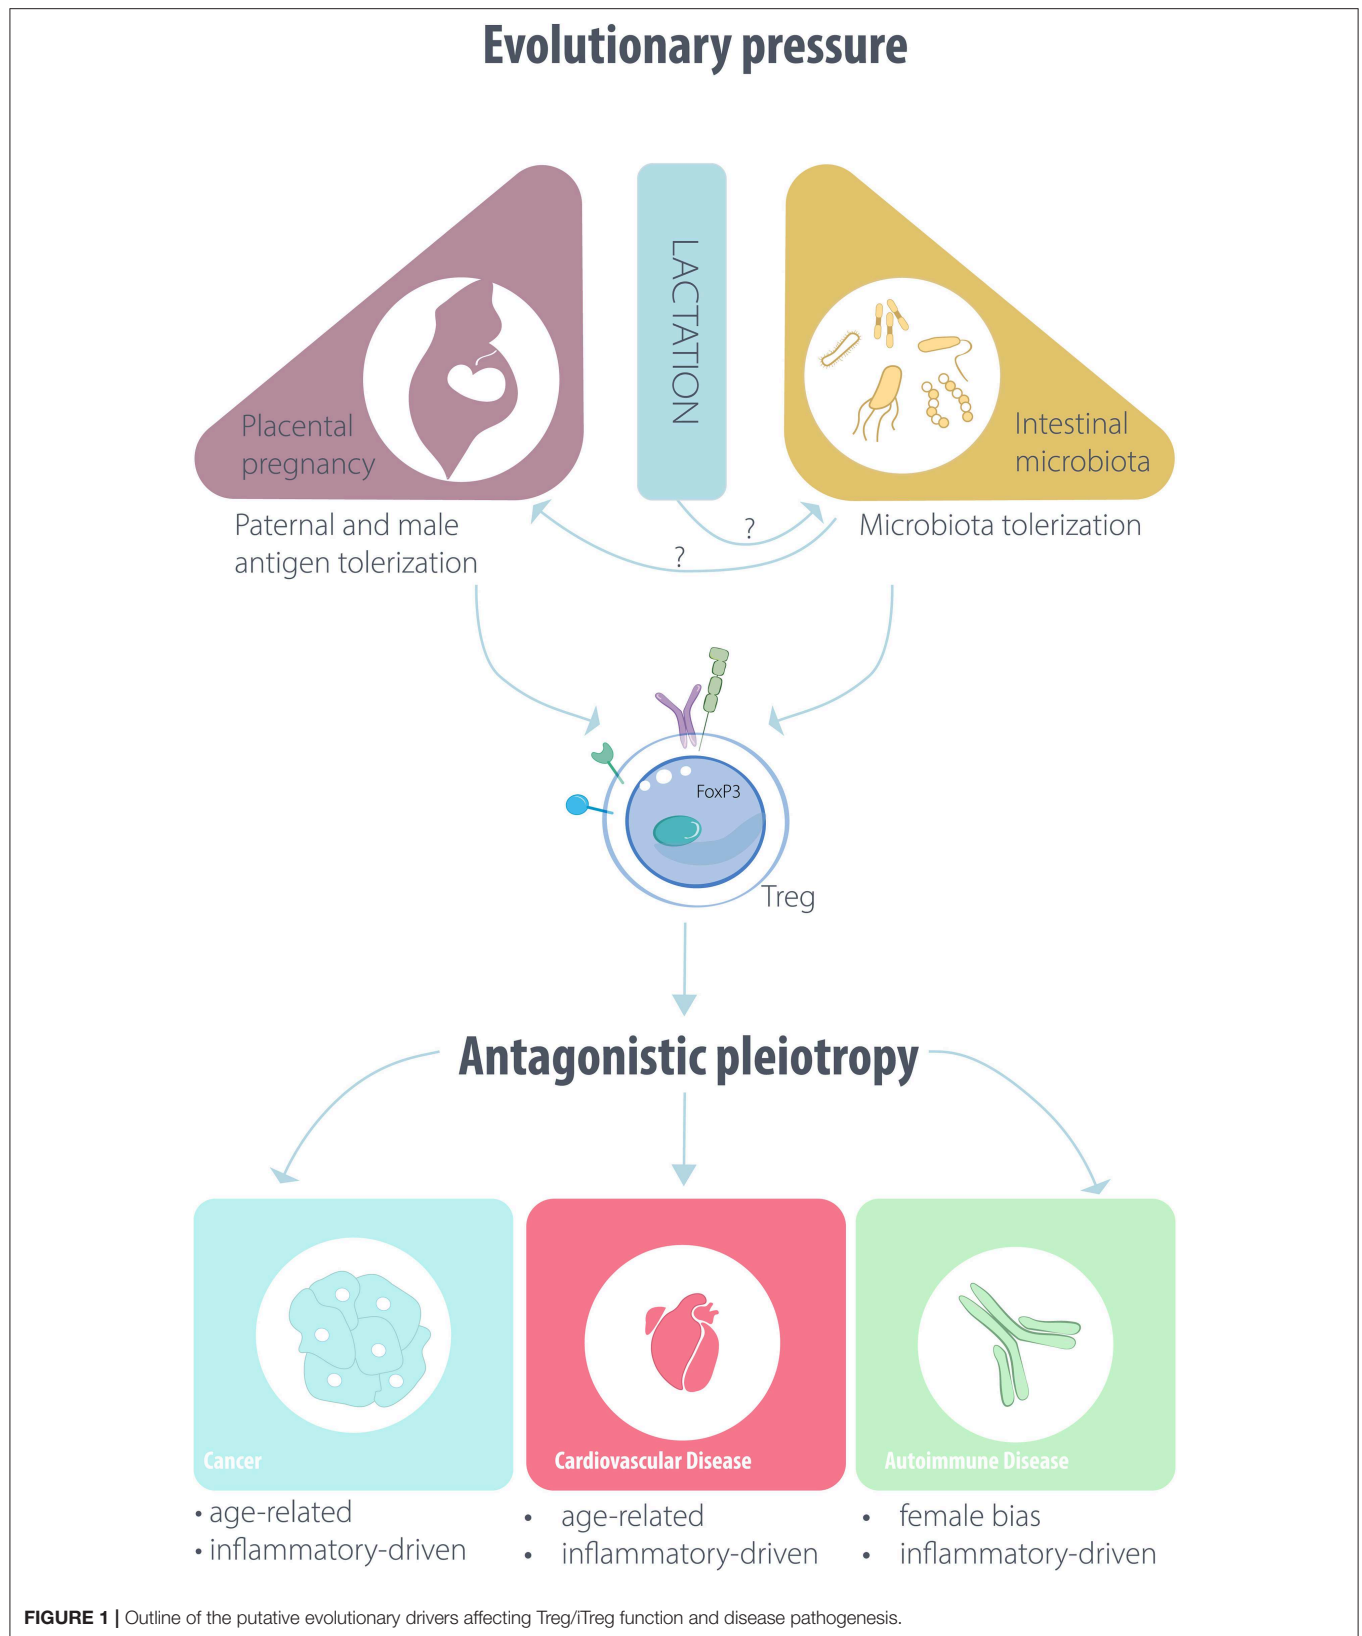 Evolutionary pressure
LACTATION
Placental
pregnancy
Intestinal
microbiota
Paternal and male
antigen tolerization
Microbiota tolerization
?
?
FoxP3
Treg
Antagonistic pleiotropy
Cancer
Cardiovascular Disease
Autoimmune Disease
• age-related
• inflammatory-driven
• age-related
• inflammatory-driven
• female bias
• inflammatory-driven
FIGURE 1 | Outline of the putative evolutionary drivers affecting Treg/iTreg function and disease pathogenesis.